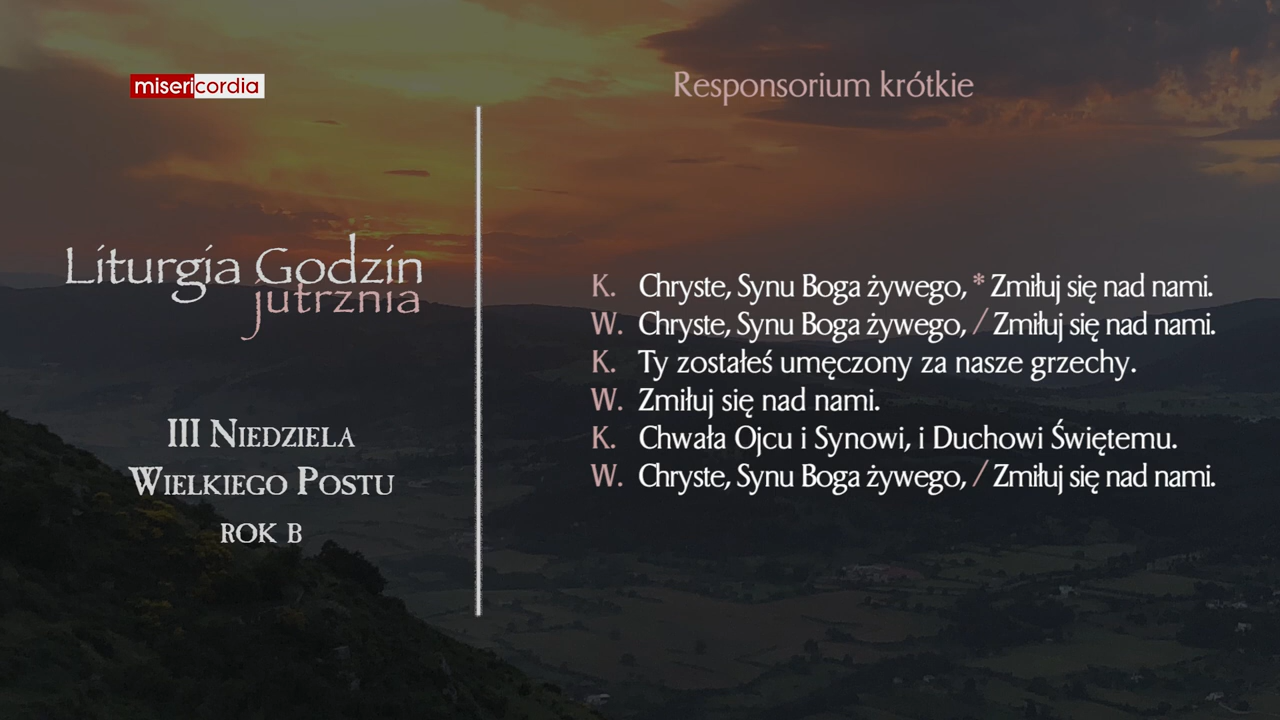 misericordia
Liturgia Godzin
jutrznia
III Niedziela
Wielkiego Postu
rok B
Responsorium krótkie
K. Chryste, Synu Boga żywego, * Zmiłuj się nad nami.
W. Chryste, Synu Boga żywego, / Zmiłuj się nad nami.
K. Ty zostałeś umęczony za nasze grzechy.
W. Zmiłuj się nad nami.
K. Chwała Ojcu i Synowi, i Duchowi Świętemu.
W. Chryste, Synu Boga żywego, / Zmiłuj się nad nami.